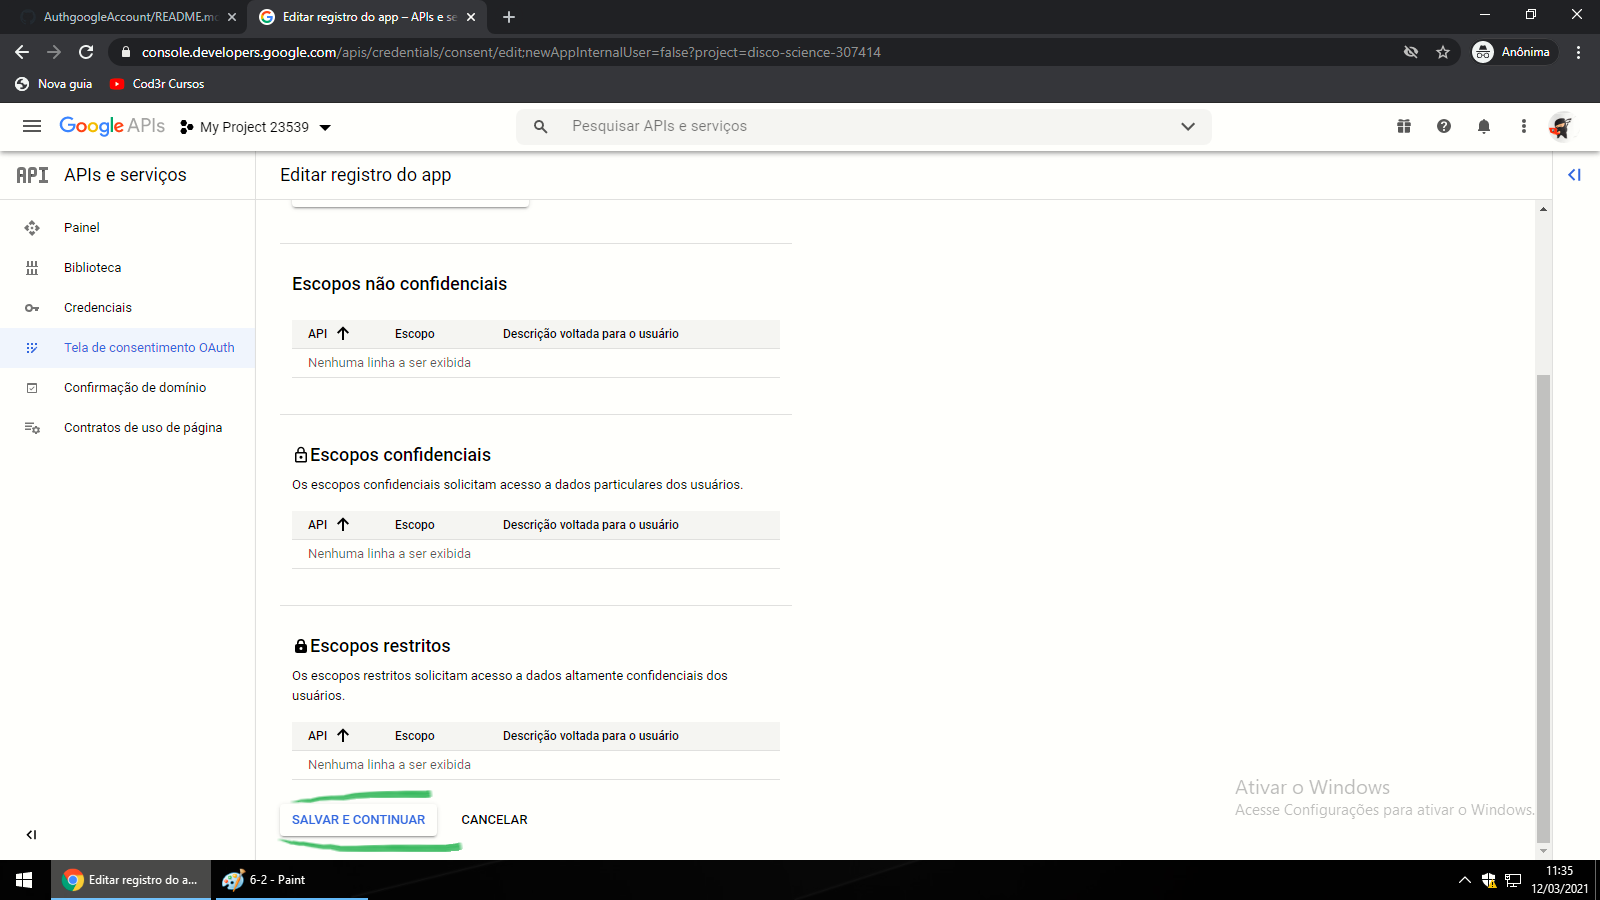 AuthgoogleAccount/README.mc
Editar registro do app – APIs e se
console.developers.google.com/apis/credentials/consent/edit;newAppInternalUser=false?project=disco-science-307414
Anônima
Nova guia
Cod3r Cursos
Google APIs
My Project 23539
Pesquisar APIs e serviços
API APIs e serviços
Editar registro do app
Painel
Biblioteca
Credenciais
Tela de consentimento OAuth
Confirmação de domínio
Contratos de uso de página
Escopos não confidenciais
API Escopo Descrição voltada para o usuário
Nenhuma linha a ser exibida
Escopos confidenciais
Os escopos confidenciais solicitam acesso a dados particulares dos usuários.
API Escopo Descrição voltada para o usuário
Nenhuma linha a ser exibida
Escopos restritos
Os escopos restritos solicitam acesso a dados altamente confidenciais dos
usuários.
API Escopo Descrição voltada para o usuário
Nenhuma linha a ser exibida
SALVAR E CONTINUAR CANCELAR
Ativar o Windows
Acesse Configurações para ativar o Windows.
Editar registro do a...
6-2 - Paint
11:35
12/03/2021